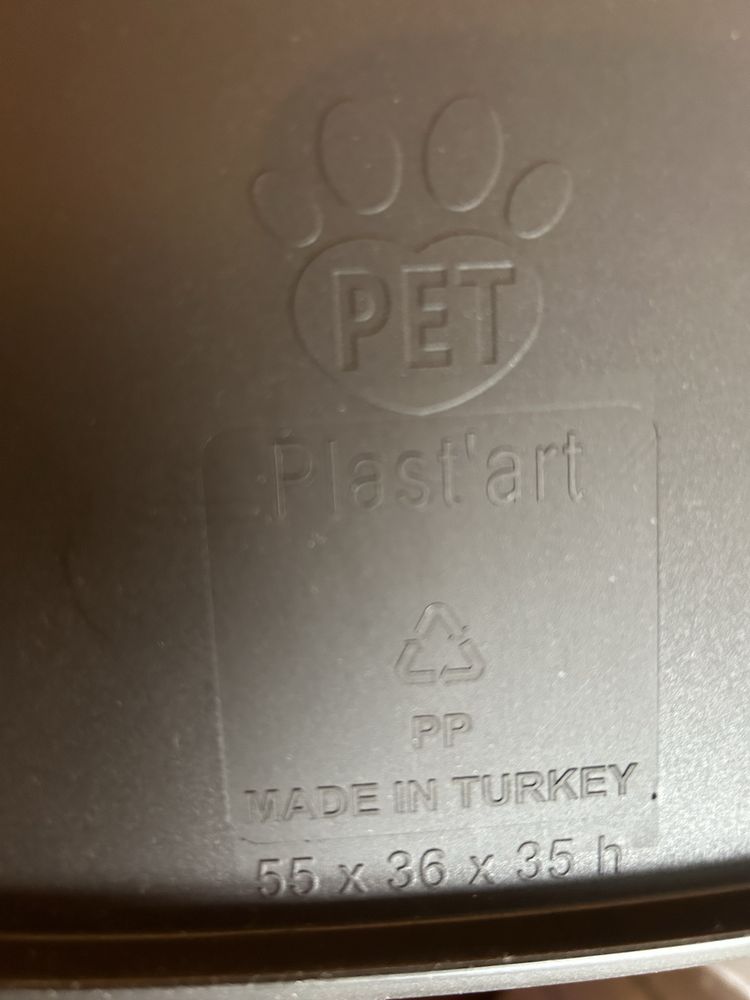 PET
Plast'art
PP
MADE IN TURKEY
55 x 36 x 35 h